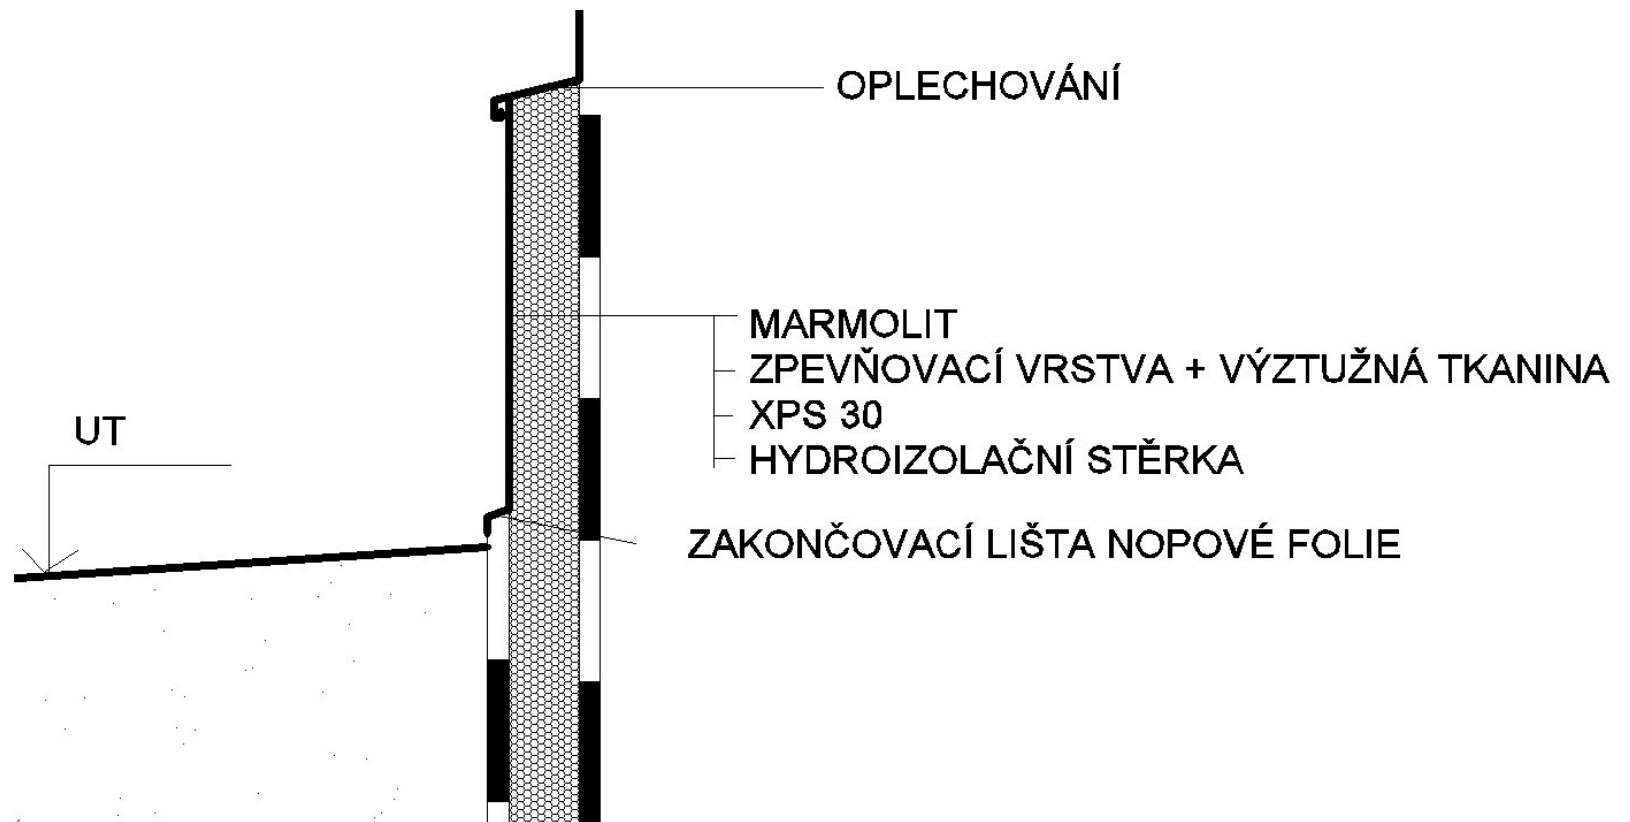 OPLECHOVÁNÍ
MARMOLIT
ZPEVŇOVACÍ VRSTVA + VÝZTUŽNÁ TKANINA
XPS 30
UT
HYDROIZOLAČNÍ STĚRKA
ZAKONČOVACÍ LIŠTA NOPOVÉ FOLIE